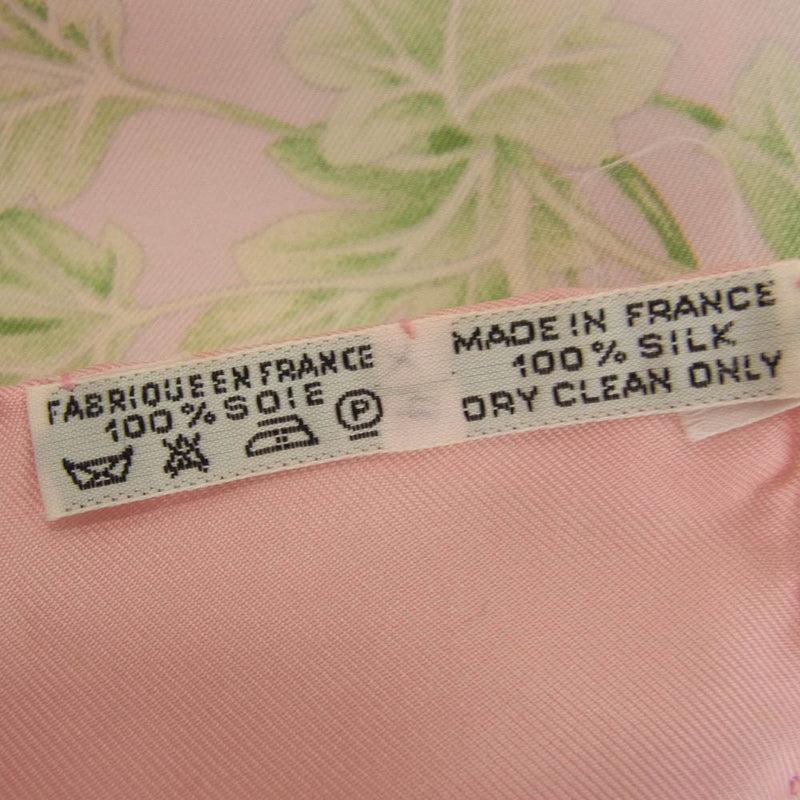 FABRIQUE EN FRANCE
100% SOIE
P
MADE IN FRANCE
100% SILK
DRY CLEAN ONLY